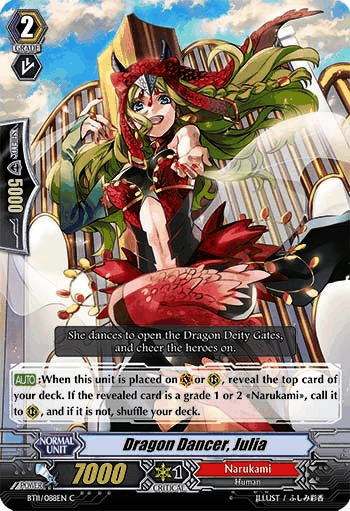 2
GRADE
SHIELD
5000
She dances to open the Dragon Deity Gates,
and cheer the heroes on.
AUTO:When this unit is placed on V or R, reveal the top card of
your deck. If the revealed card is a grade 1 or 2 «Narukami», call it
to R, and if it is not, shuffle your deck.
NORMAL
UNIT
Dragon Dancer, Julia
POWER
7000
1
CRITICAL
Narukami
Human
BT11/088EN C
ILLUST / ふしみ彩香